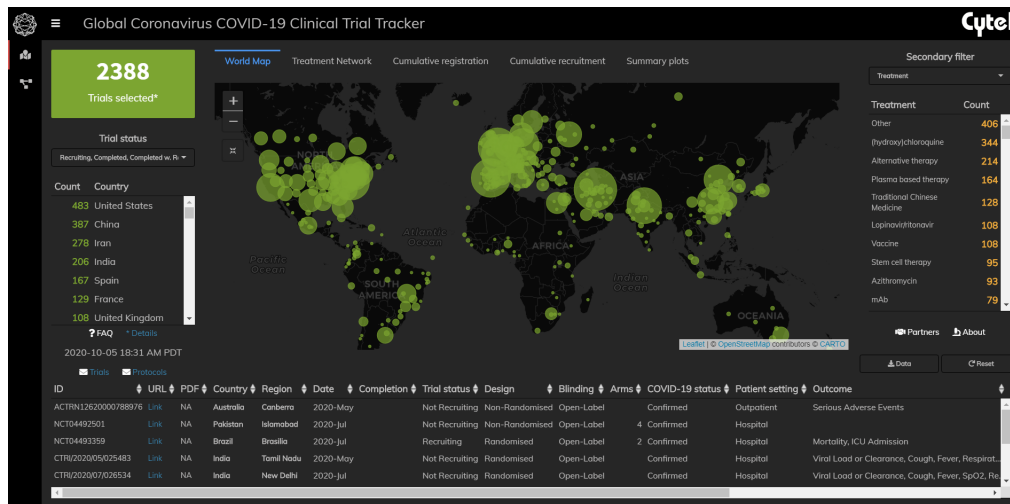 Global Coronavirus COVID-19 Clinical Trial Tracker
Cytel
2388
Trials selected*
Trial status
Recruiting, Completed, Completed w. R
Count Country
483 United States
387 China
278 Iran
206 India
167 Spain
129 France
108 United Kingdom
? FAQ * Details
2020-10-05 18:31 AM PDT
Trials Protocols
World Map Treatment Network Cumulative registration Cumulative recruitment Summary plots
+
−
NORTH
ASIA
Atlantic
Ocean
AFRICA
Pacific
Ocean
Indian
Ocean
SOUTH
AMERICA
OCEANIA
Leaflet | © OpenStreetMap contributors © CARTO
Secondary filter
Treatment
Treatment Count
Other 406
(hydroxy)chloroquine 344
Alternative therapy 214
Plasma based therapy 164
Traditional Chinese
Medicine 128
Lopinavir/ritonavir 108
Vaccine 108
Stem cell therapy 95
Azithromycin 93
mAb 79
Partners About
Data Reset
ID URL PDF Country Region Date Completion Trial status Design Blinding Arms COVID-19 status Patient setting Outcome
ACTRN12620000788976 Link NA Australia Canberra 2020-May Not Recruiting Non-Randomised Open-Label Confirmed Outpatient Serious Adverse Events
NCT04492501 Link NA Pakistan Islamabad 2020-Jul Not Recruiting Non-Randomised Open-Label 4 Confirmed Hospital
NCT04493359 Link NA Brazil Brasilia 2020-Jul Recruiting Randomised Open-Label 2 Confirmed Hospital Mortality, ICU Admission
CTRI/2020/05/025483 Link NA India Tamil Nadu 2020-Jul Not Recruiting Randomised Open-Label Confirmed Hospital Viral Load or Clearance, Cough, Fever, Respirat...
CTRI/2020/07/026534 Link NA India New Delhi 2020-Jul Not Recruiting Randomised Open-Label Confirmed Hospital Viral Load or Clearance, Cough, Fever, SpO2, Re